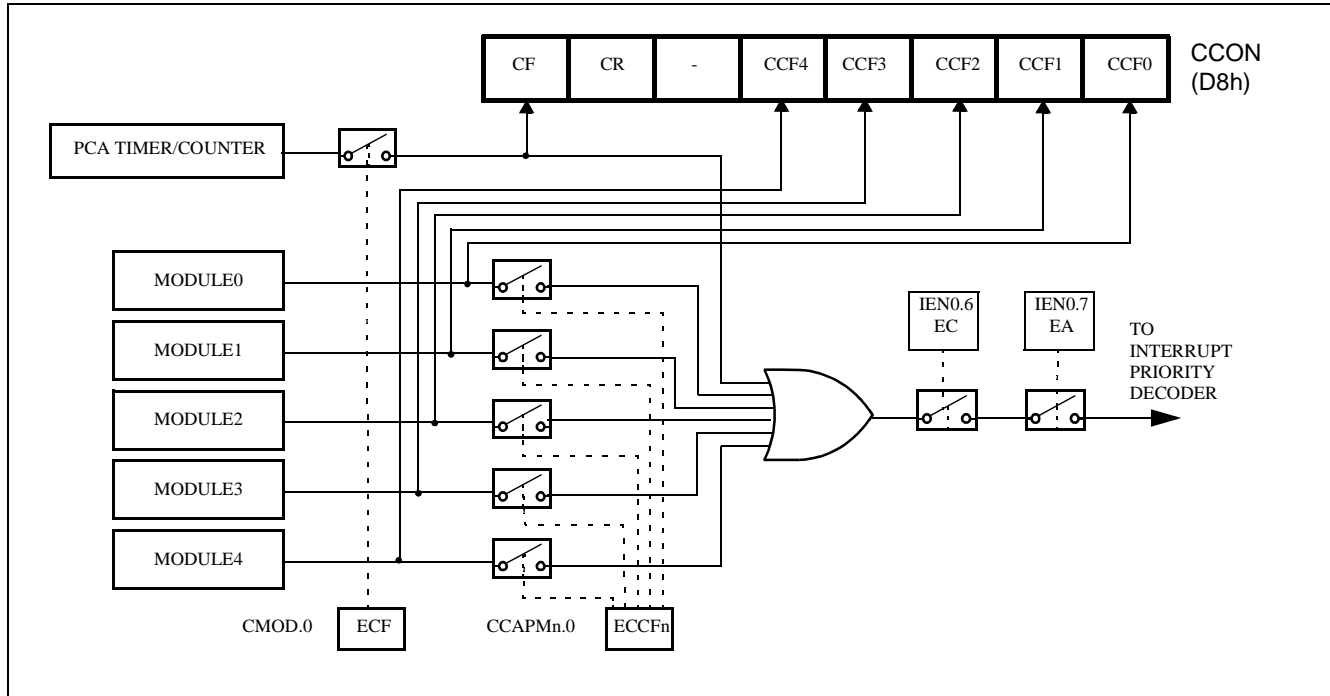 CF CR - CCF4 CCF3 CCF2 CCF1 CCF0
CCON
(D8h)
PCA TIMER/COUNTER
MODULE0
MODULE1
MODULE2
MODULE3
MODULE4
IEN0.6
EC
IEN0.7
EA
TO
INTERRUPT
PRIORITY
DECODER
CMOD.0
ECF
CCAPMn.0
ECCFn